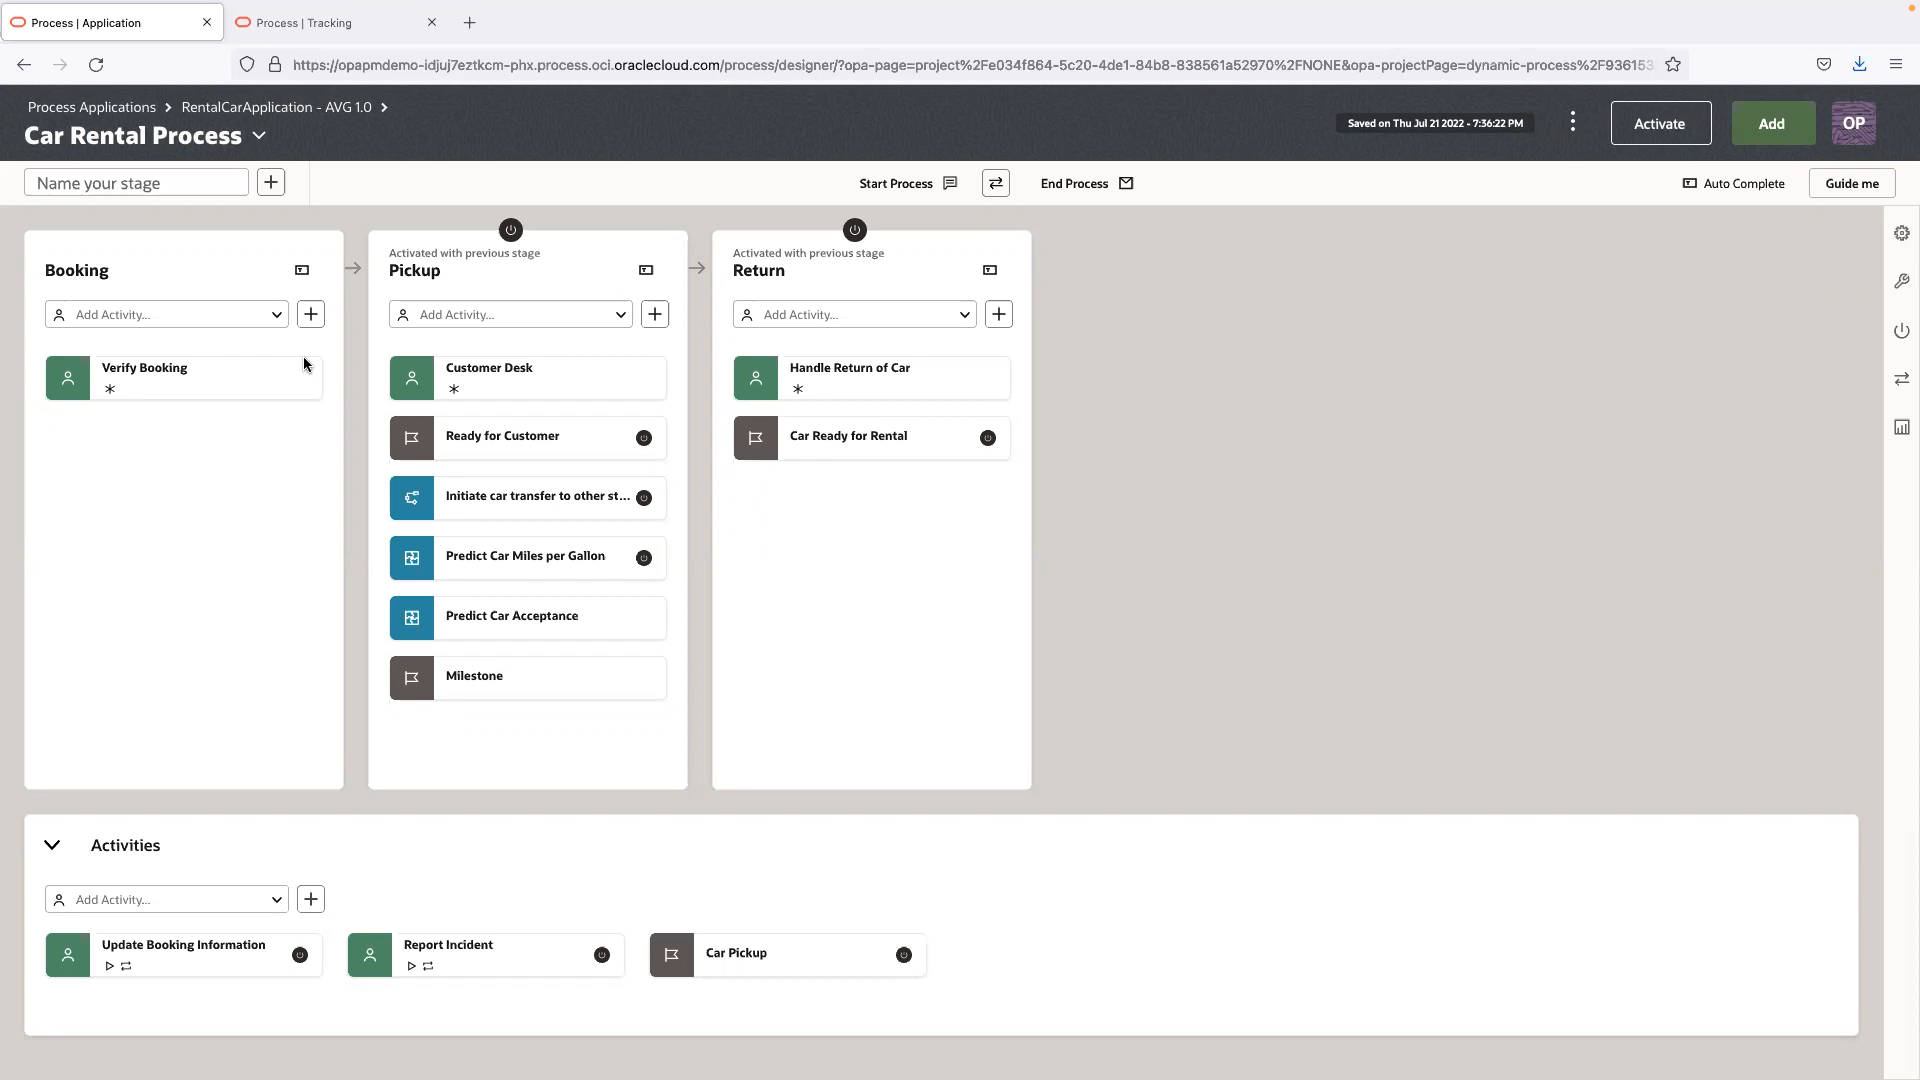 Process | Application
Process | Tracking
https://opapmdemo-idjuj7eztkcm-phx.process.oci.oraclecloud.com/process/designer/?opa-page=project%2Fe034f864-5c20-4de1-84b8-838561a52970%2FNONE&opa-projectPage=dynamic-process%2F936153
Process Applications > RentalCarApplication - AVG 1.0 >
Car Rental Process
Saved on Thu Jul 21 2022 - 7:36:22 PM
Activate
Add
OP
Name your stage
Start Process
End Process
Auto Complete
Guide me
Booking
Add Activity...
Verify Booking
Activated with previous stage
Pickup
Add Activity...
Customer Desk
Ready for Customer
Initiate car transfer to other st...
Predict Car Miles per Gallon
Predict Car Acceptance
Milestone
Activated with previous stage
Return
Add Activity...
Handle Return of Car
Car Ready for Rental
Activities
Add Activity...
Update Booking Information
Report Incident
Car Pickup